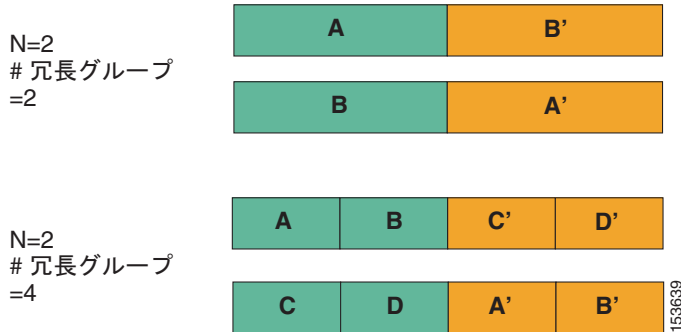 A B’
N=2
# 冗長グループ
=2
B A’
A B C’ D’
N=2
# 冗長グループ
=4
C D A’ B’
153639